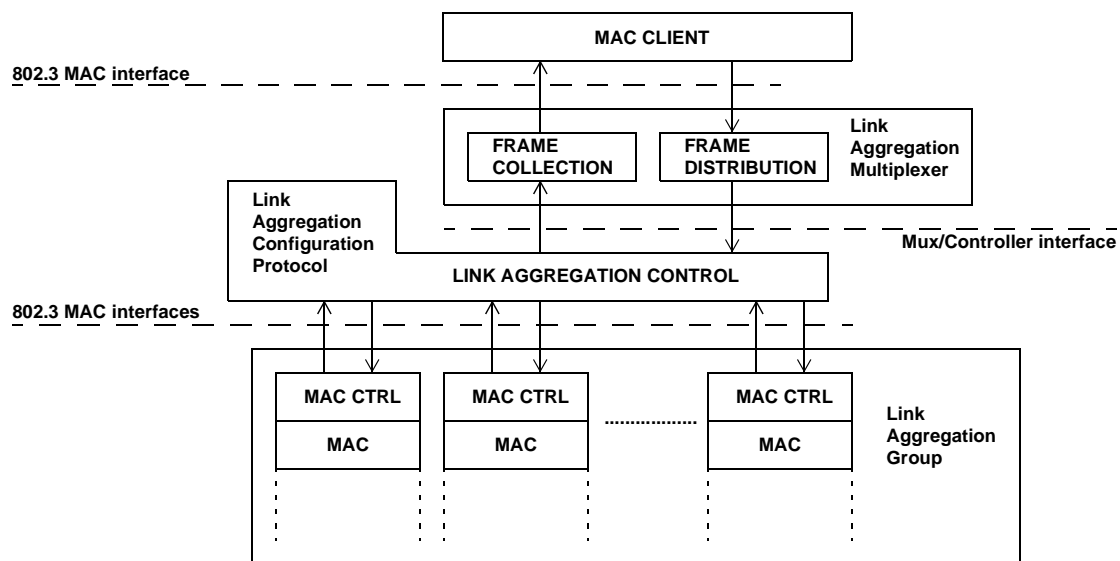 MAC CLIENT
802.3 MAC interface
FRAME
COLLECTION
FRAME
DISTRIBUTION
Link
Aggregation
Multiplexer
Link
Aggregation
Configuration
Protocol
Mux/Controller interface
LINK AGGREGATION CONTROL
802.3 MAC interfaces
MAC CTRL
MAC CTRL
MAC CTRL
MAC
MAC
MAC
Link
Aggregation
Group